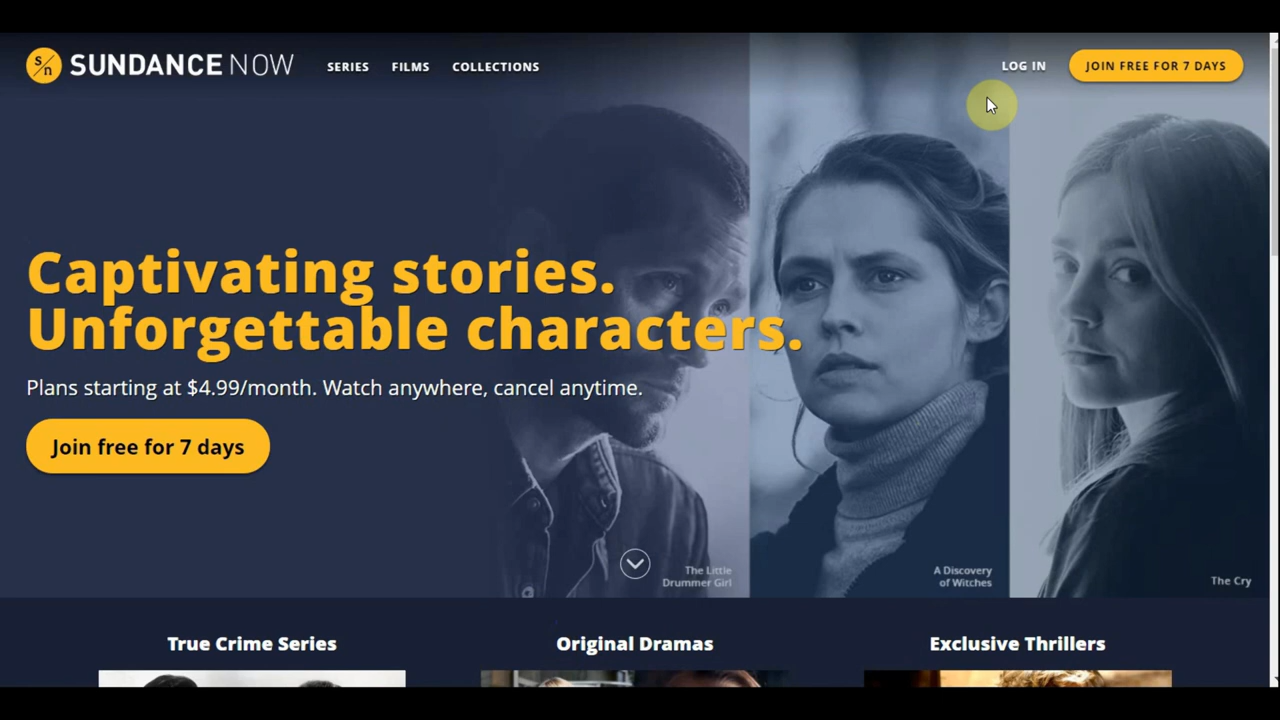 s/n SUNDANCE NOW
SERIES FILMS COLLECTIONS
LOG IN
JOIN FREE FOR 7 DAYS
Captivating stories.
Unforgettable characters.
Plans starting at $4.99/month. Watch anywhere, cancel anytime.
Join free for 7 days
The Little
Drummer Girl
A Discovery
of Witches
The Cry
True Crime Series
Original Dramas
Exclusive Thrillers